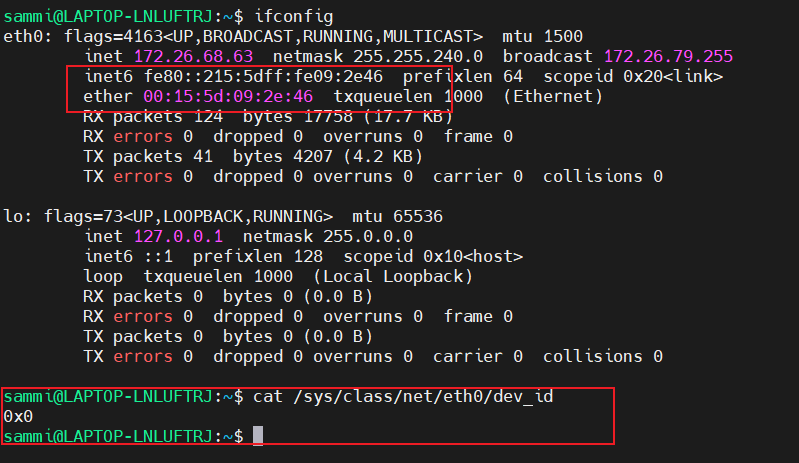 sammi@LAPTOP-LNLUFTRJ:~$ ifconfig
eth0: flags=4163<UP,BROADCAST,RUNNING,MULTICAST>  mtu 1500
        inet 172.26.68.63  netmask 255.255.240.0  broadcast 172.26.79.255
        inet6 fe80::215:5dff:fe09:2e46  prefixlen 64  scopeid 0x20<link>
        ether 00:15:5d:09:2e:46  txqueuelen 1000  (Ethernet)
        RX packets 124  bytes 17758 (17.7 KB)
        RX errors 0  dropped 0  overruns 0  frame 0
        TX packets 41  bytes 4207 (4.2 KB)
        TX errors 0  dropped 0 overruns 0  carrier 0  collisions 0

lo: flags=73<UP,LOOPBACK,RUNNING>  mtu 65536
        inet 127.0.0.1  netmask 255.0.0.0
        inet6 ::1  prefixlen 128  scopeid 0x10<host>
        loop  txqueuelen 1000  (Local Loopback)
        RX packets 0  bytes 0 (0.0 B)
        RX errors 0  dropped 0  overruns 0  frame 0
        TX packets 0  bytes 0 (0.0 B)
        TX errors 0  dropped 0 overruns 0  carrier 0  collisions 0

sammi@LAPTOP-LNLUFTRJ:~$ cat /sys/class/net/eth0/dev_id
0x0
sammi@LAPTOP-LNLUFTRJ:~$